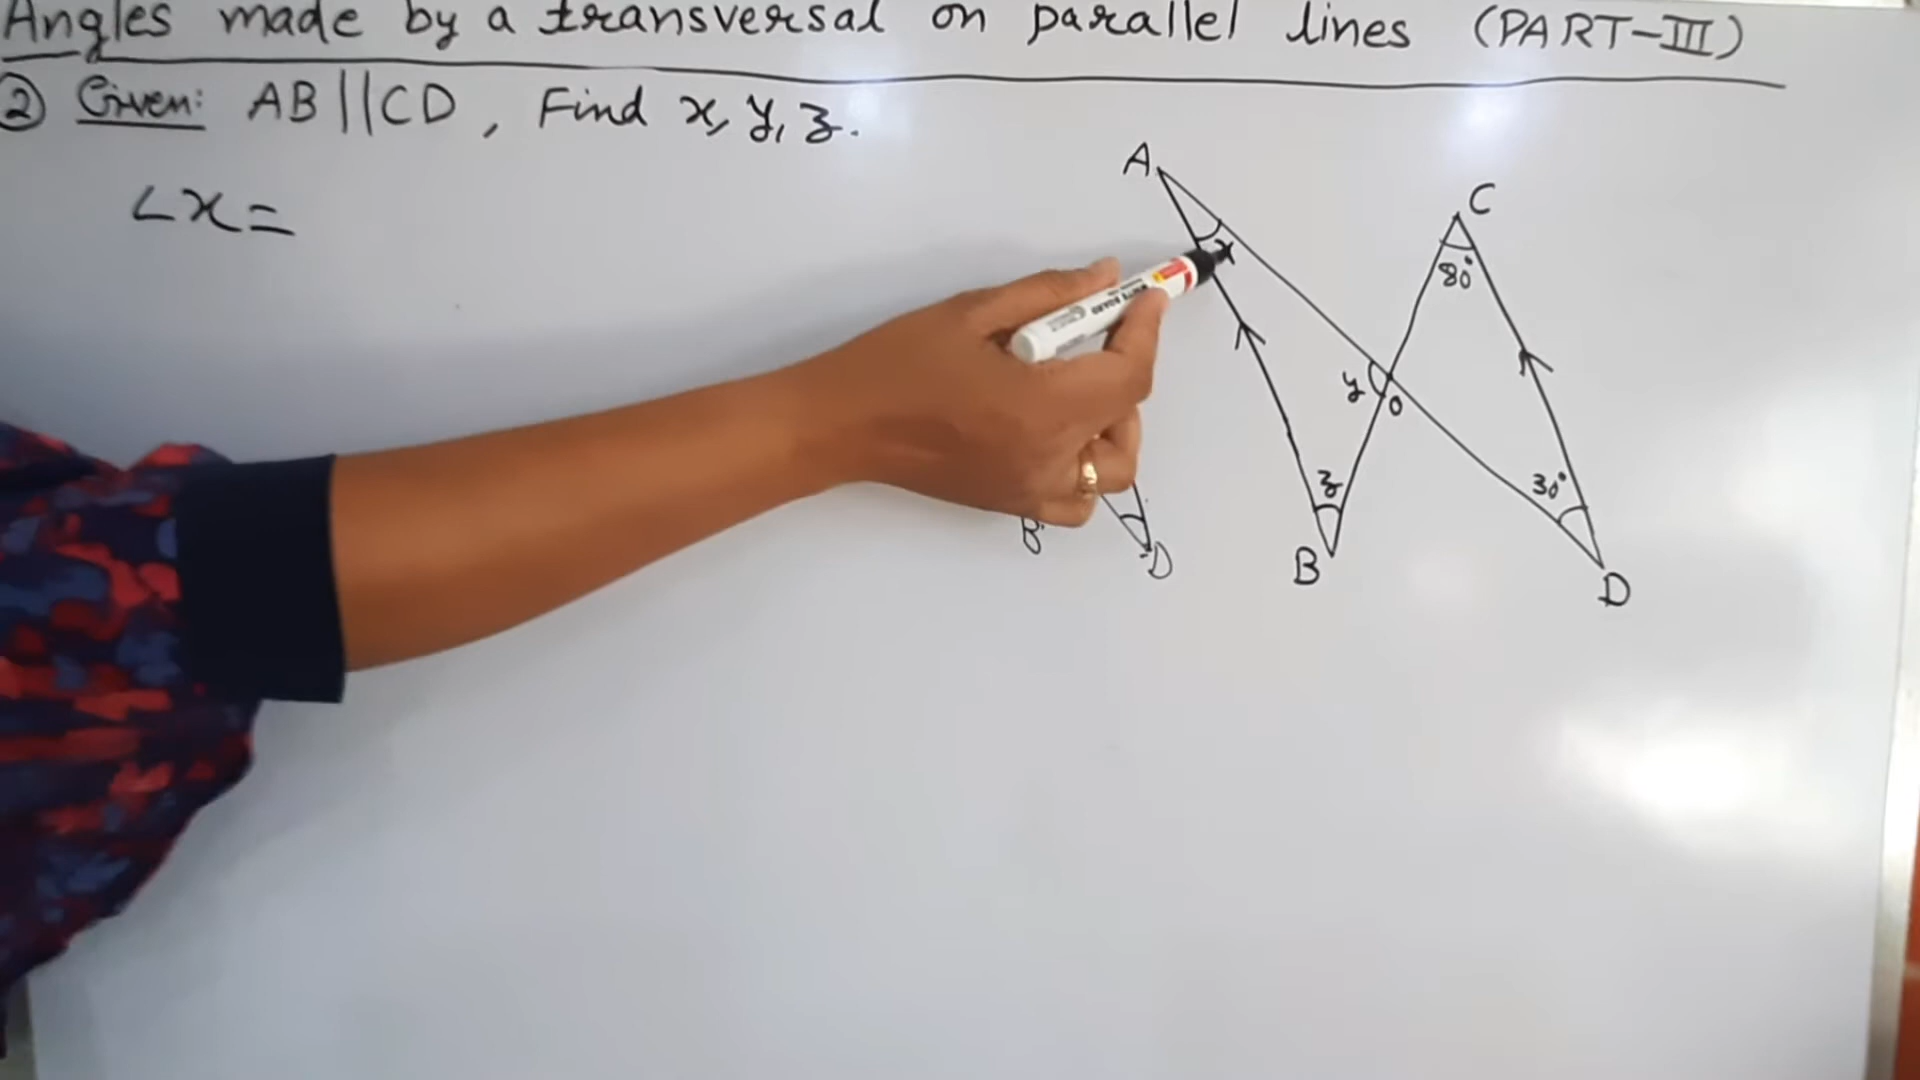 Angles made by a transversal on parallel lines (PART-III)
② Given: AB||CD, Find x, y, z.
∠x=
A
C
x
80°
y
O
z
30°
B
D
B
D